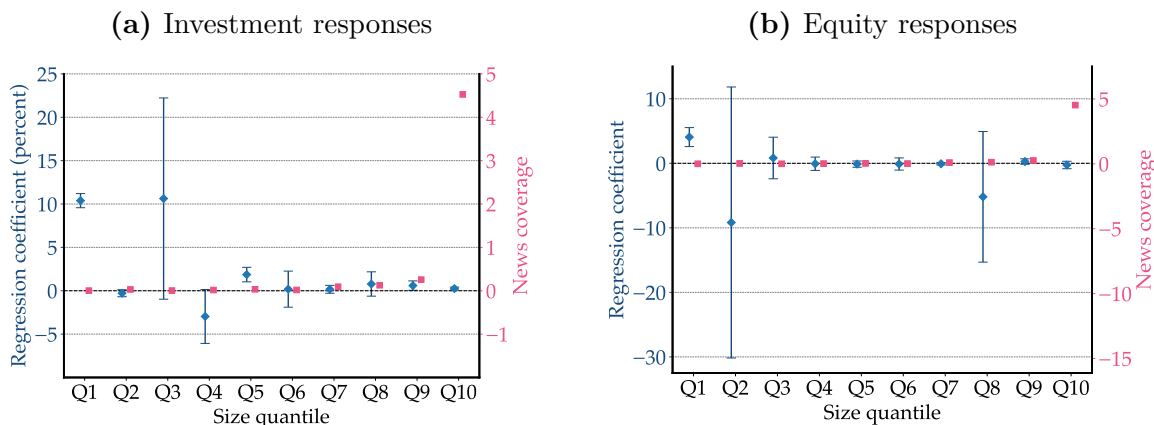 (a) Investment responses
Regression coefficient (percent)
25
20
15
10
5
0
−5
5
4
3
2
1
0
−1
News coverage
Q1 Q2 Q3 Q4 Q5 Q6 Q7 Q8 Q9 Q10
Size quantile
(b) Equity responses
Regression coefficient
10
0
−10
−20
−30
5
0
−5
−10
−15
News coverage
Q1 Q2 Q3 Q4 Q5 Q6 Q7 Q8 Q9 Q10
Size quantile